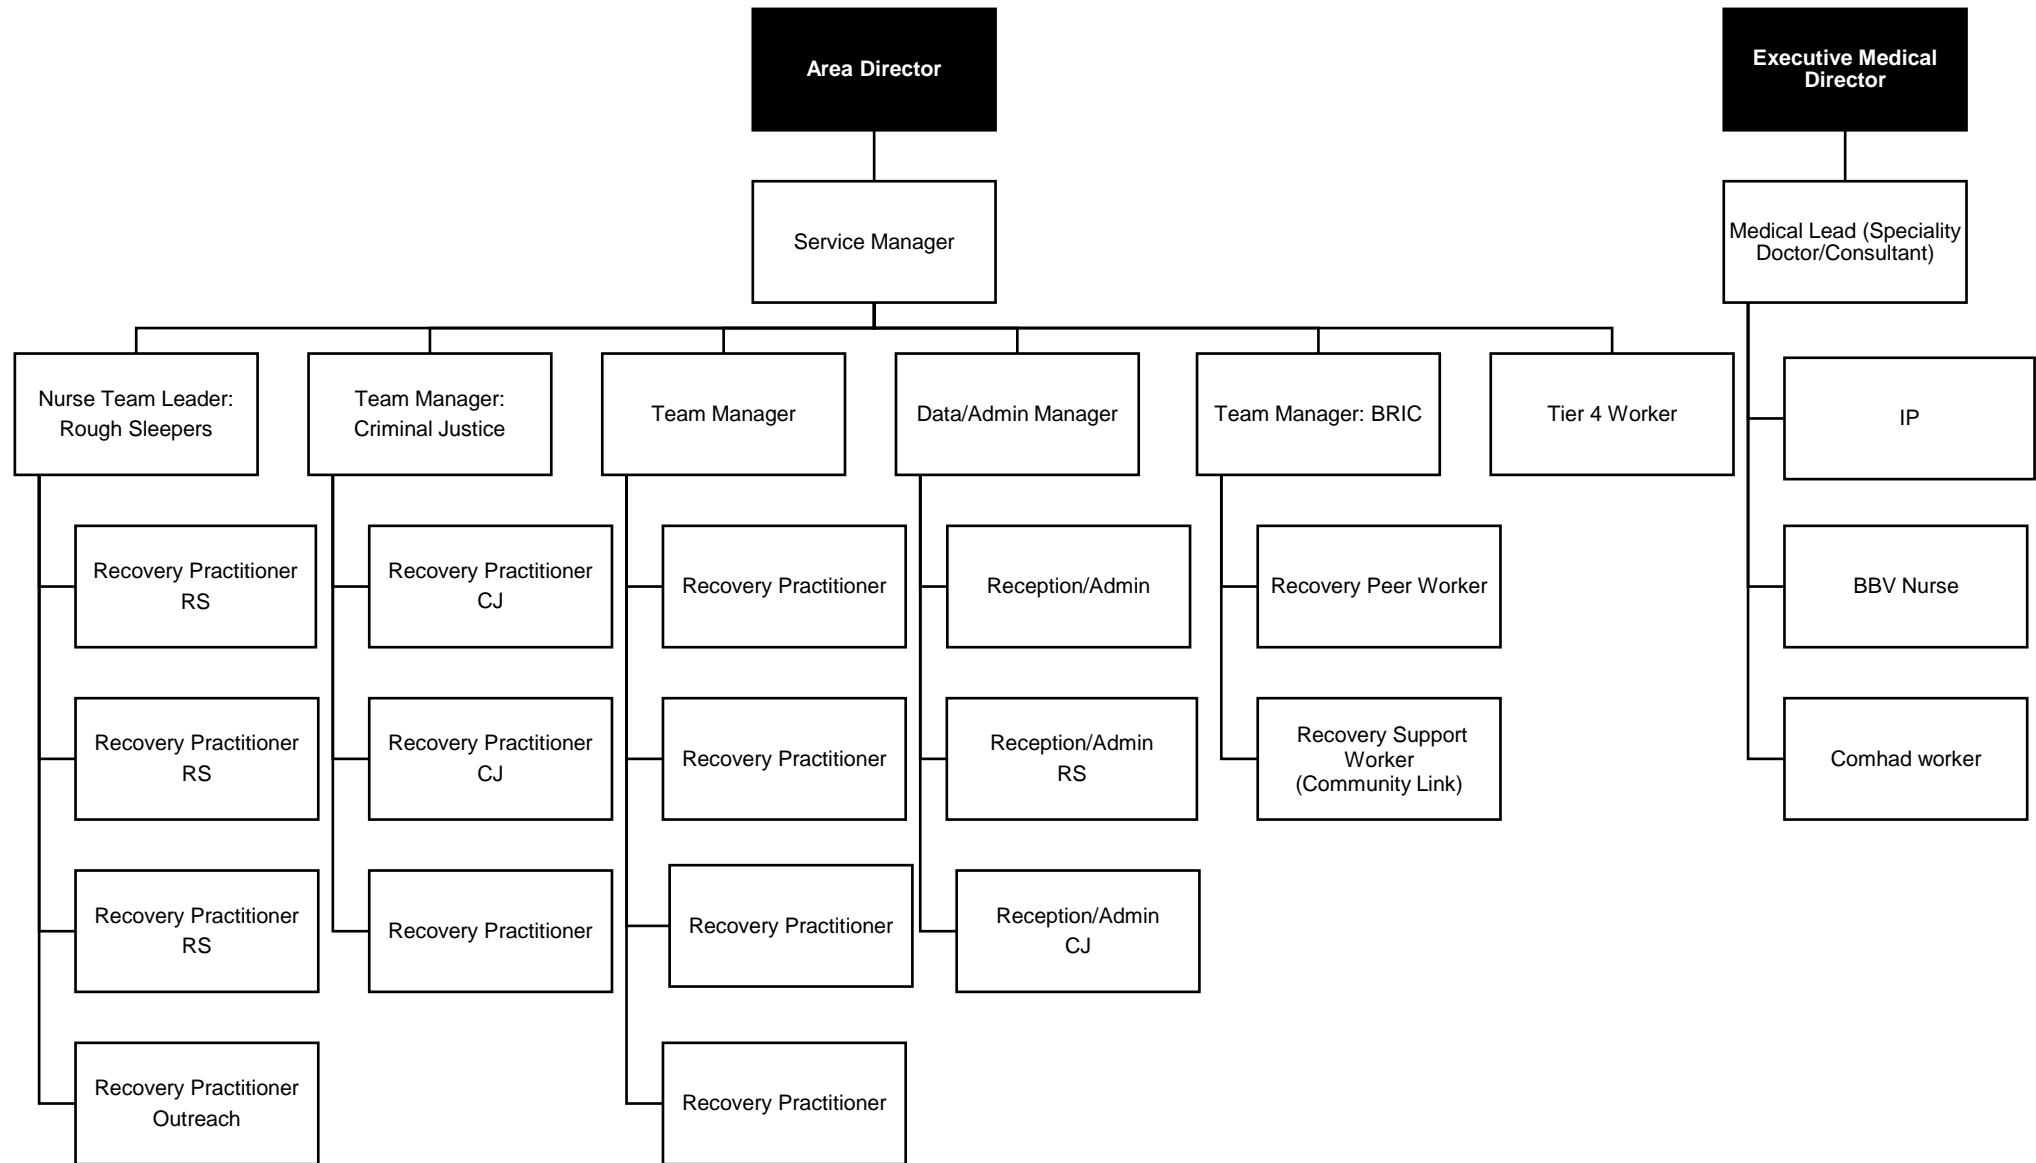 Area Director
Executive Medical
Director
Service Manager
Medical Lead (Speciality
Doctor/Consultant)
Nurse Team Leader:
Rough Sleepers
Team Manager:
Criminal Justice
Team Manager
Data/Admin Manager
Team Manager: BRIC
Tier 4 Worker
IP
Recovery Practitioner
RS
Recovery Practitioner
CJ
Recovery Practitioner
Reception/Admin
Recovery Peer Worker
BBV Nurse
Recovery Practitioner
RS
Recovery Practitioner
CJ
Recovery Practitioner
Reception/Admin
RS
Recovery Support
Worker
(Community Link)
Comhad worker
Recovery Practitioner
RS
Recovery Practitioner
Recovery Practitioner
Reception/Admin
CJ
Recovery Practitioner
Outreach
Recovery Practitioner